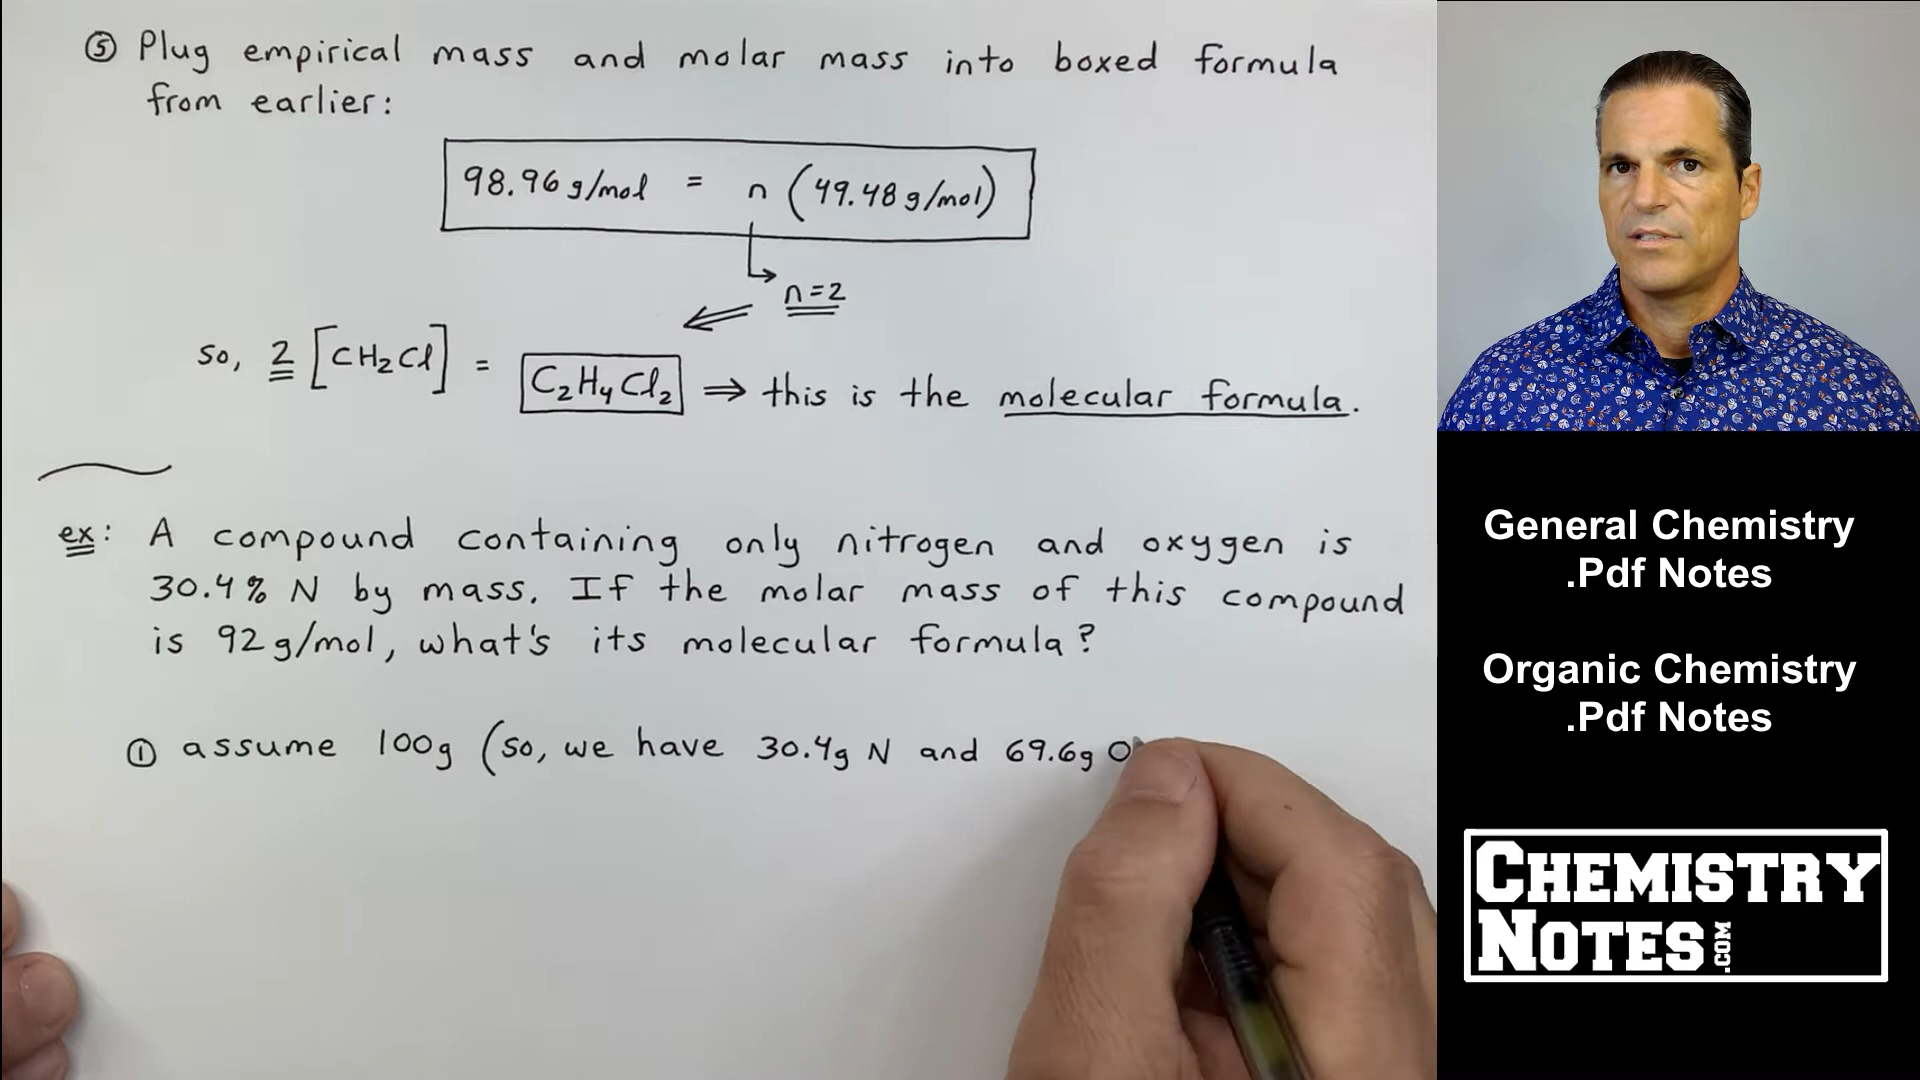 ⑤ Plug empirical mass and molar mass into boxed formula
from earlier:
98.96 g/mol = n (49.48 g/mol)
n=2
so, 2 [CH₂Cl] = C₂H₄Cl₂ ⇒ this is the molecular formula.
ex: A compound containing only nitrogen and oxygen is
30.4% N by mass. If the molar mass of this compound
is 92 g/mol, what's its molecular formula?
① assume 100g (so, we have 30.4g N and 69.6g O
General Chemistry
.Pdf Notes
Organic Chemistry
.Pdf Notes
CHEMISTRY
NOTES.COM